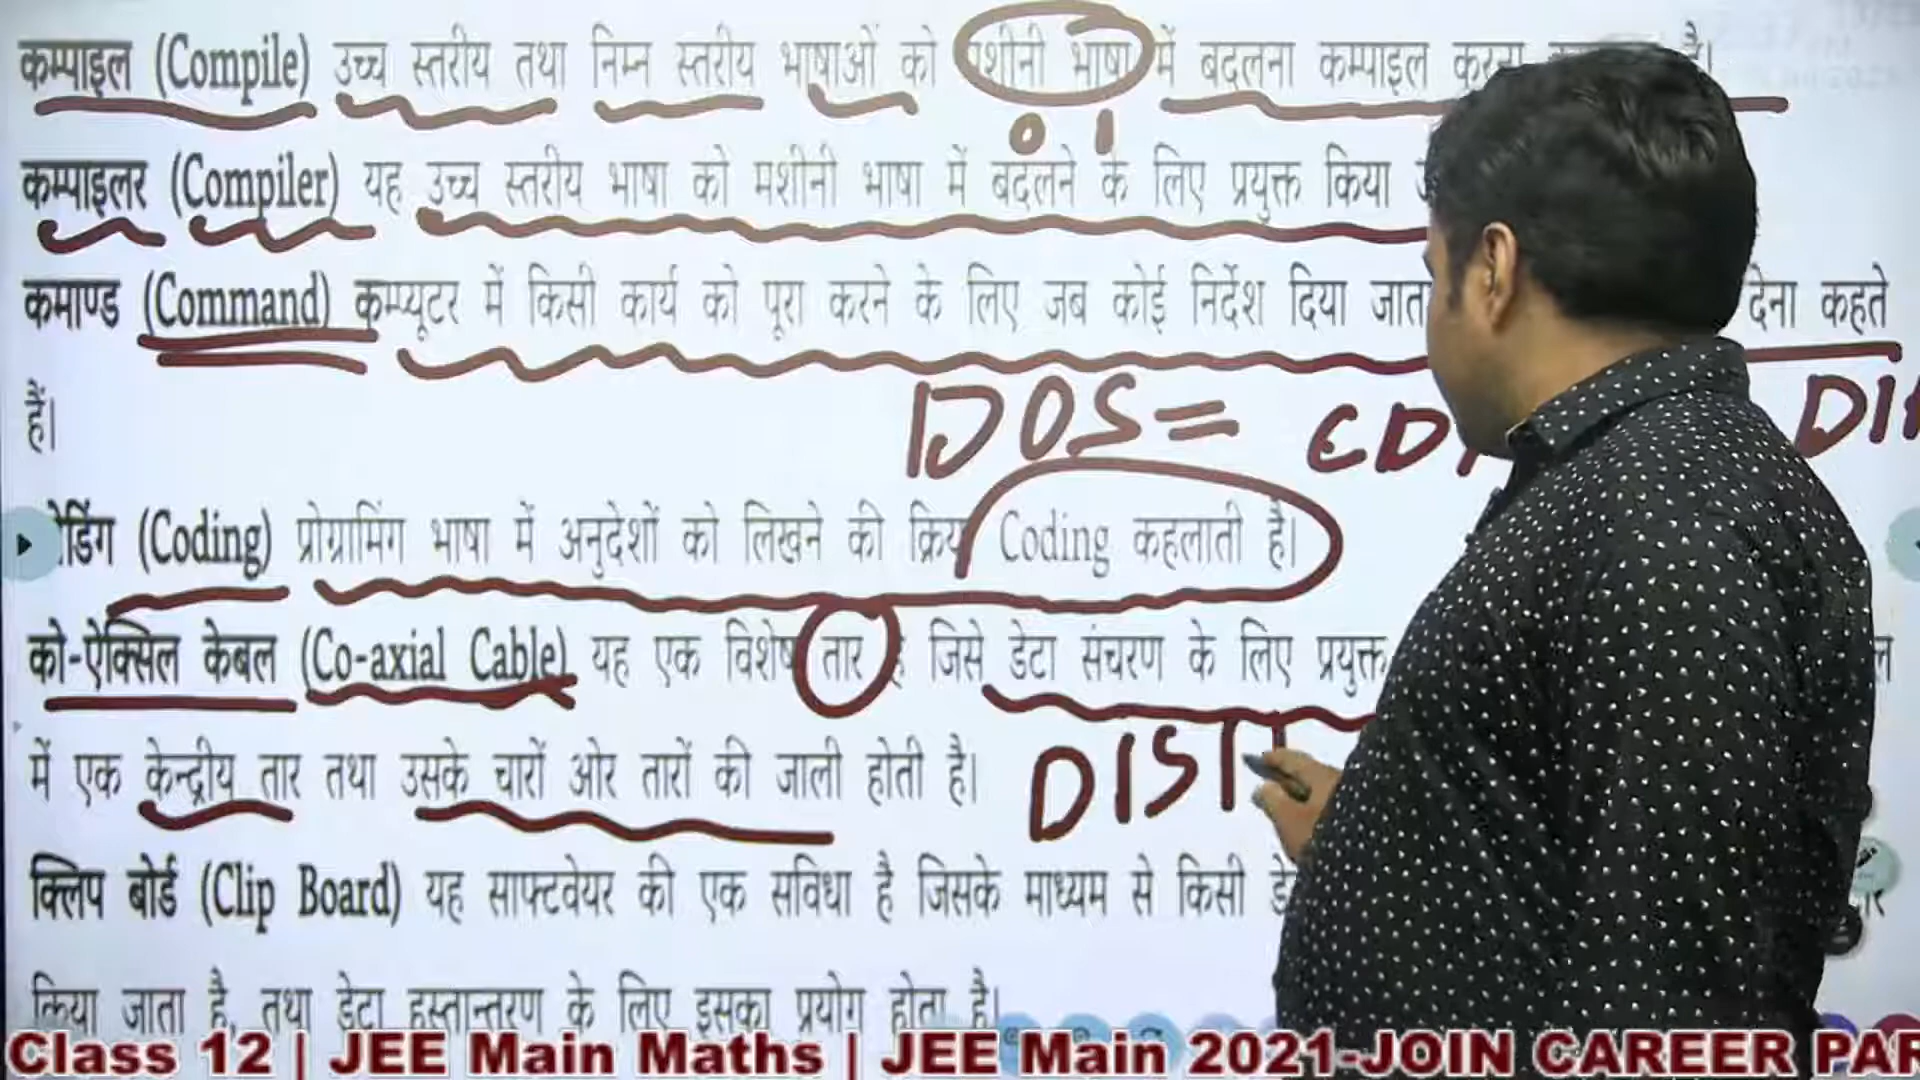 कम्पाइल (Compile) उच्च स्तरीय तथा निम्न स्तरीय भाषाओं को मशीनी भाषा में बदलना कम्पाइल करना है।
0 1
कम्पाइलर (Compiler) यह उच्च स्तरीय भाषा को मशीनी भाषा में बदलने के लिए प्रयुक्त किया
कमाण्ड (Command) कम्प्यूटर में किसी कार्य को पूरा करने के लिए जब कोई निर्देश दिया देना कहते
हैं।
DOS =
(Coding) प्रोग्रामिंग भाषा में अनुदेशों को लिखने की Coding कहलाती है।
को-ऐक्सिल केबल (Co-axial Cable) यह एक विशेष तार है जिसे डेटा संचरण के लिए प्रयुक्त
में एक केन्द्रीय तार तथा उसके चारों ओर तारों की जाली होती है।
क्लिप बोर्ड (Clip Board) यह साफ्टवेयर की एक सविधा है जिसके माध्यम से किसी
किया जाता है, तथा डेटा हस्तान्तरण के लिए इसका प्रयोग होता है।
Class 12 | JEE Main Maths | JEE Main 2021-JOIN CAREER